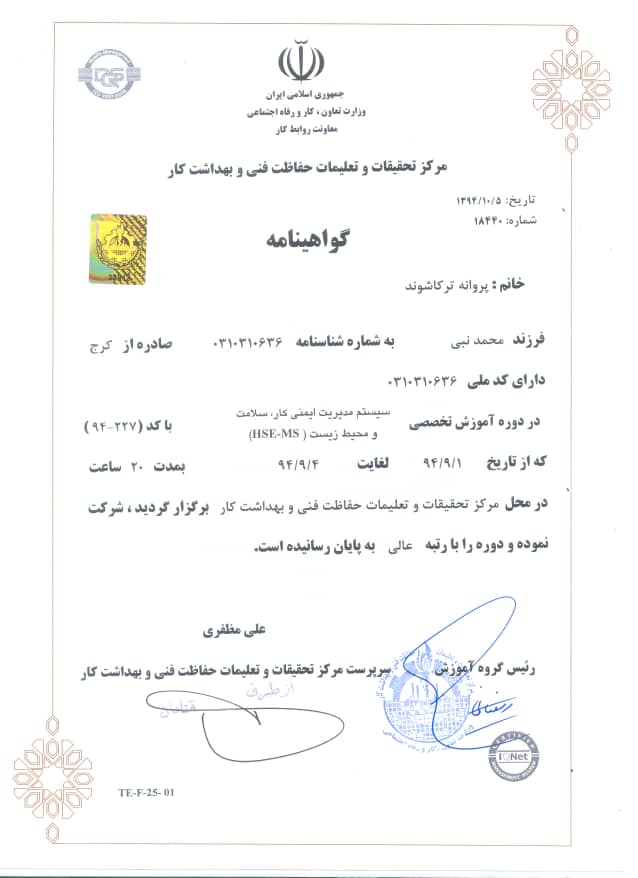 جمهوری اسلامی ایران
وزارت تعاون ، کار و رفاه اجتماعی
معاونت روابط کار
مرکز تحقیقات و تعلیمات حفاظت فنی و بهداشت کار
تاریخ: ۱۳۹۴/۱۰/۵
شماره: ۱۸۴۴۰
گواهینامه
خانم : پروانه ترکاشوند
فرزند محمد نبی به شماره شناسنامه ۰۳۱۰۳۱۰۶۳۶ صادره از کرج
دارای کد ملی ۰۳۱۰۳۱۰۶۳۶
در دوره آموزش تخصصی سیستم مدیریت ایمنی کار، سلامت و محیط زیست ( HSE-MS) با کد (۲۲۷-۹۴ )
که از تاریخ ۹۴/۹/۱ لغایت ۹۴/۹/۴ بمدت ۲۰ ساعت
در محل مرکز تحقیقات و تعلیمات حفاظت فنی و بهداشت کار برگزار گردید ، شرکت
نموده و دوره را با رتبه عالی به پایان رسانیده است.
علی مظفری
رئیس گروه آموزش سرپرست مرکز تحقیقات و تعلیمات حفاظت فنی و بهداشت کار
از طرف
CERTIFIED
IQNet
MANAGEMENT SYSTEM
TE-F-25- 01